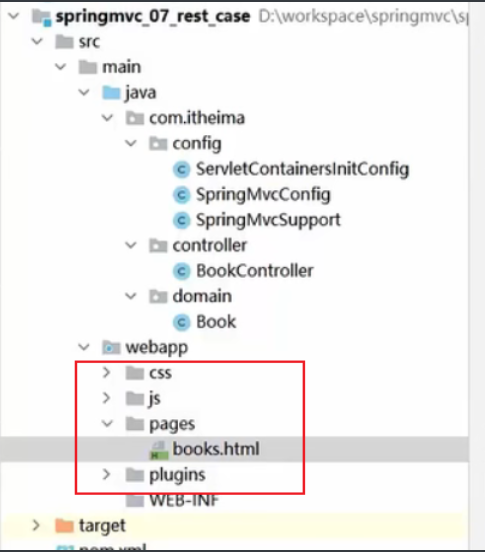 springmvc_07_rest_case D:\workspace\springmvc\s
src
main
java
com.itheima
config
ServletContainersInitConfig
SpringMvcConfig
SpringMvcSupport
controller
BookController
domain
Book
webapp
css
js
pages
books.html
plugins
WEB-INF
target
pom.xml